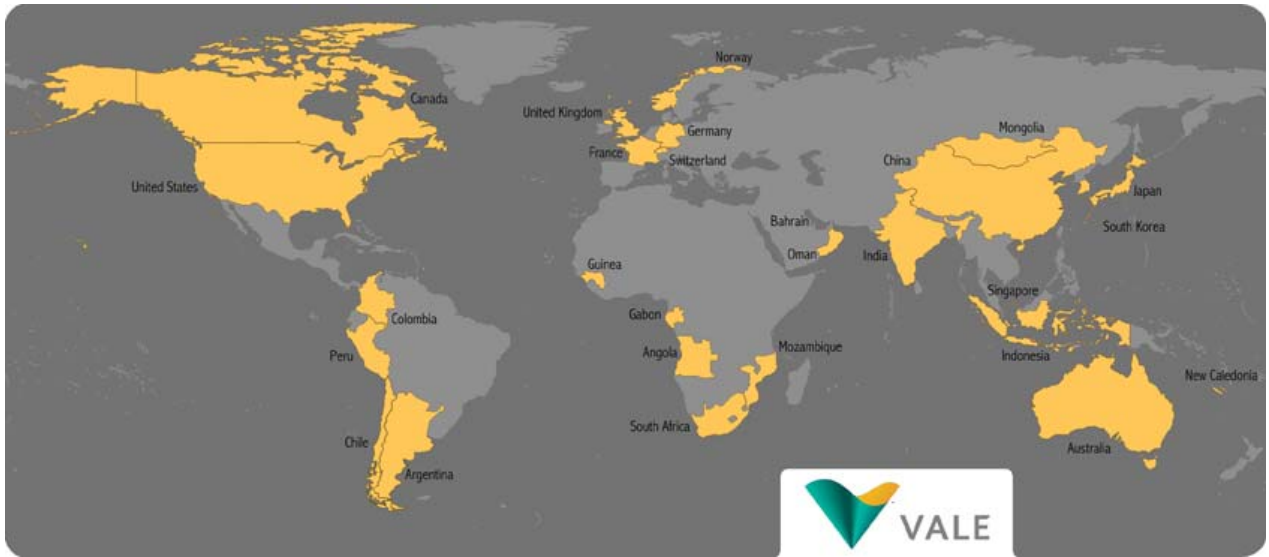 Norway
Canada
United Kingdom
Germany
Mongolia
France
Switzerland
China
United States
Japan
Bahrain
South Korea
Oman
India
Guinea
Singapore
Gabon
Colombia
Angola
Mozambique
Peru
Indonesia
New Caledonia
South Africa
Chile
Australia
Argentina
VALE